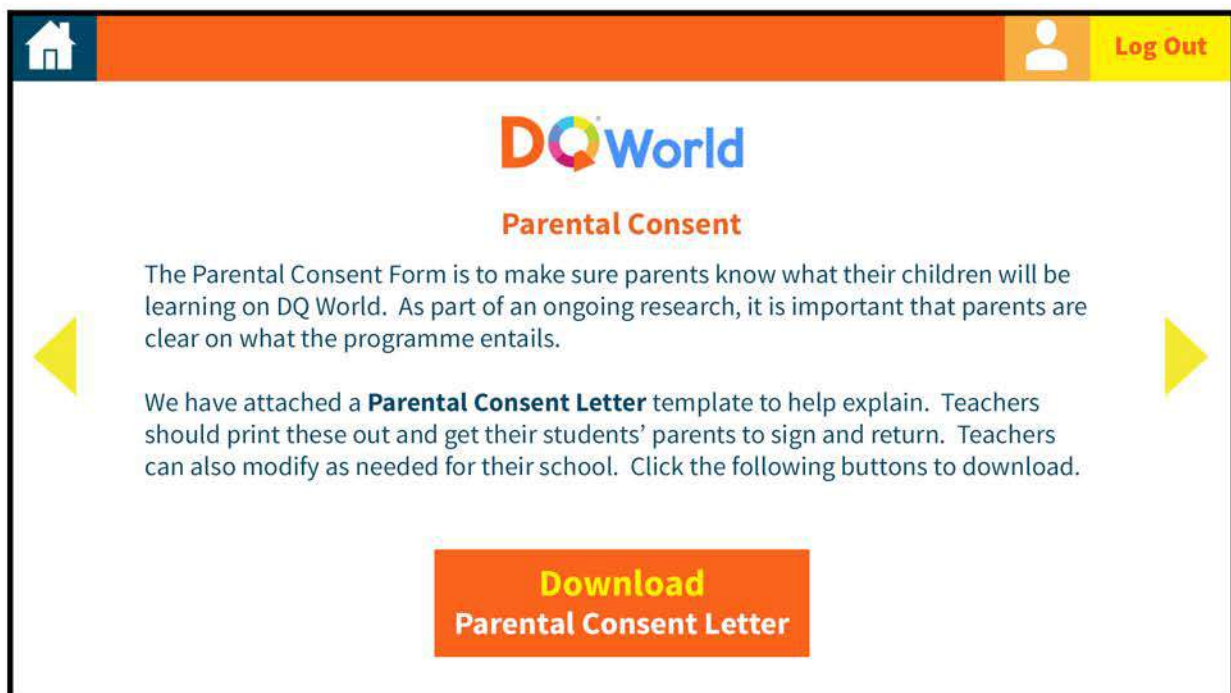 Log Out
DQ World
Parental Consent
The Parental Consent Form is to make sure parents know what their children will be
learning on DQ World.  As part of an ongoing research, it is important that parents are
clear on what the programme entails.
We have attached a Parental Consent Letter template to help explain.  Teachers
should print these out and get their students’ parents to sign and return.  Teachers
can also modify as needed for their school.  Click the following buttons to download.
Download
Parental Consent Letter